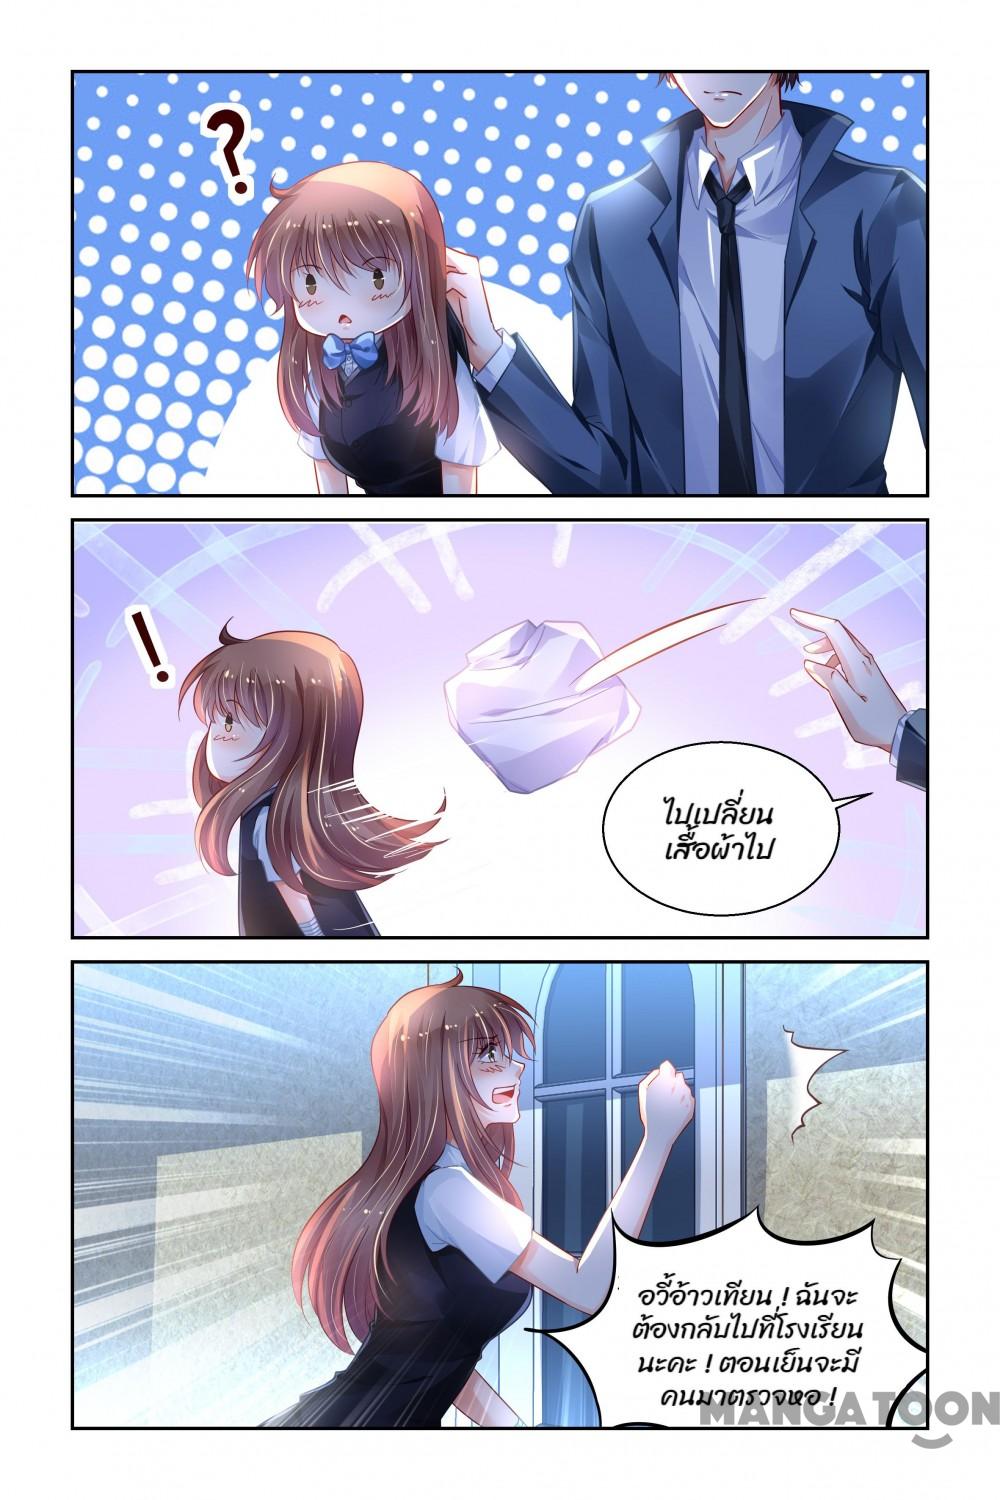 ?
!
ไปเปลี่ยน
เสื้อผ้าไป
อวี้อ้าวเทียน ! ฉันจะ
ต้องกลับไปที่โรงเรียน
นะคะ ! ตอนเย็นจะมี
คนมาตรวจหอ !
MANGATOON